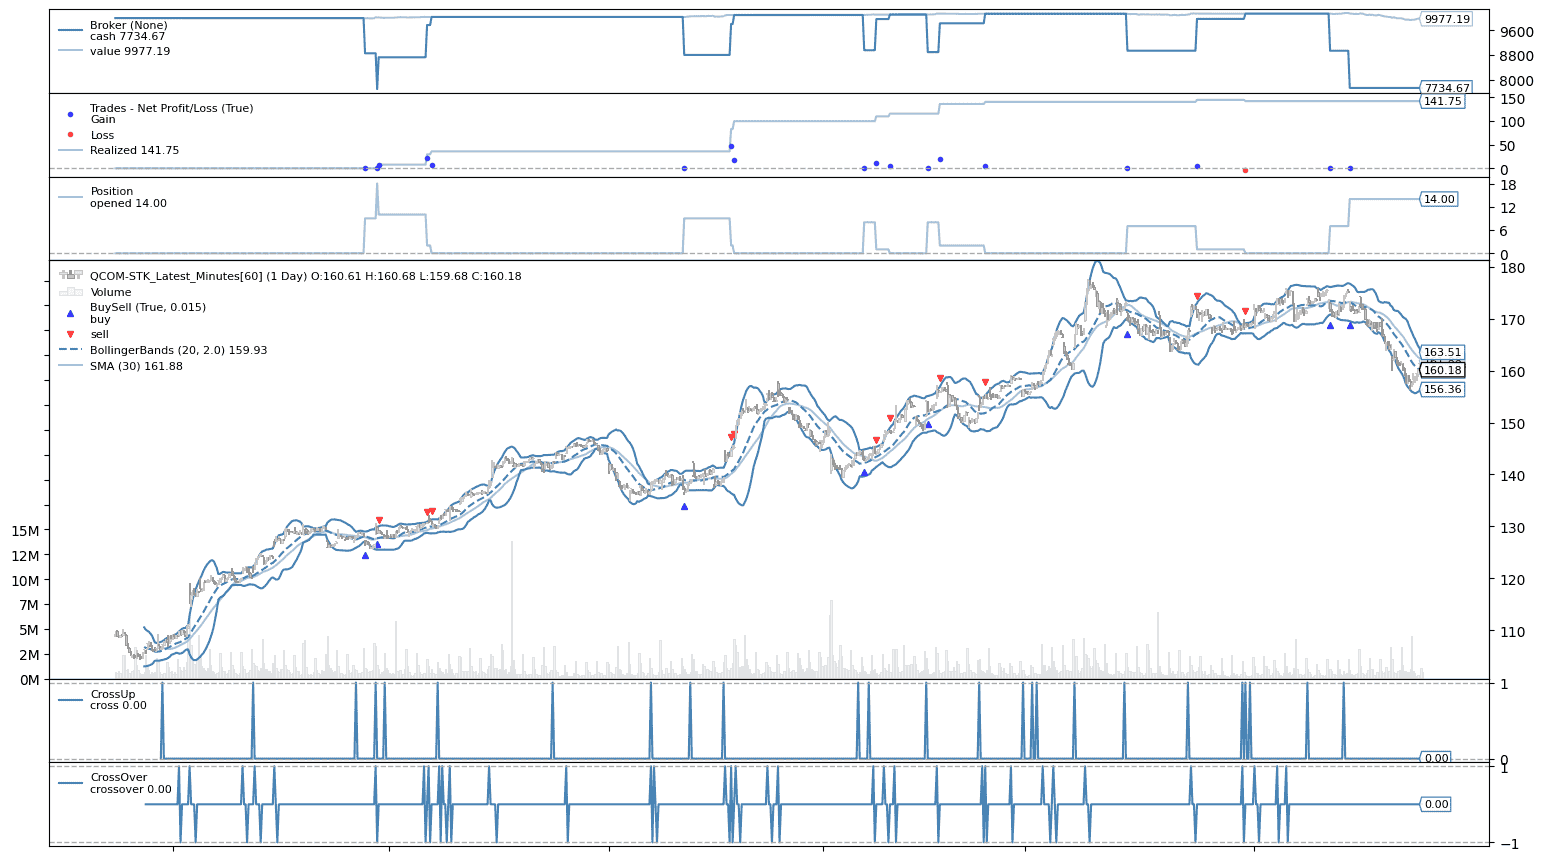 Broker (None)
cash 7734.67
value 9977.19
9977.19
9600
8800
8000
7734.67
Trades - Net Profit/Loss (True)
Gain
Loss
Realized 141.75
150
141.75
100
50
0
Position
opened 14.00
18
14.00
12
6
0
QCOM-STK_Latest_Minutes[60] (1 Day) O:160.61 H:160.68 L:159.68 C:160.18
Volume
BuySell (True, 0.015)
buy
sell
BollingerBands (20, 2.0) 159.93
SMA (30) 161.88
180
170
163.51
160.18
160
156.36
150
140
130
120
110
15M
12M
10M
7M
5M
2M
0M
CrossUp
cross 0.00
1
0.00
0
CrossOver
crossover 0.00
1
0.00
−1